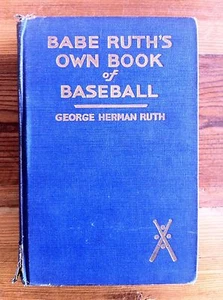 BABE RUTH'S
OWN BOOK
of
BASEBALL
GEORGE HERMAN RUTH